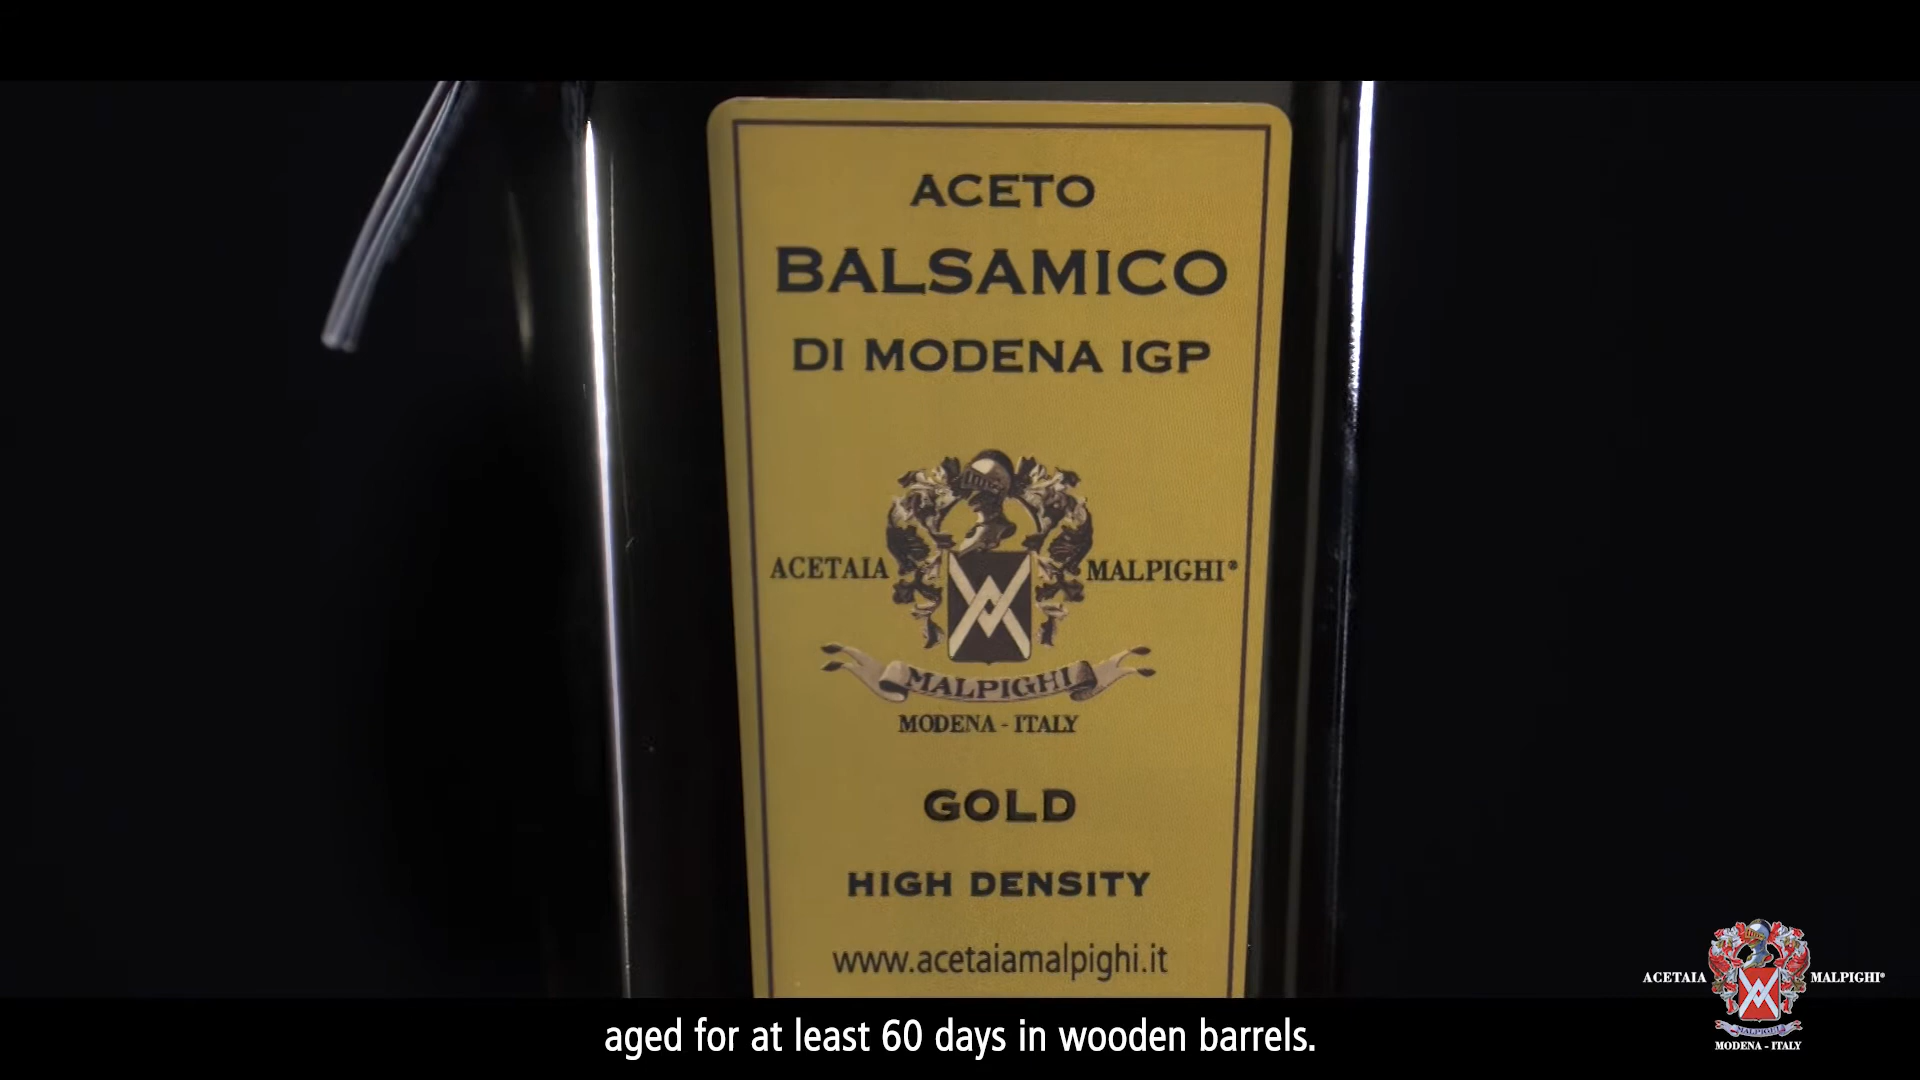 ACETO
BALSAMICO
DI MODENA IGP
ACETAIA MALPIGHI®
MALPIGHI
MODENA - ITALY
GOLD
HIGH DENSITY
www.acetaiamalpighi.it
ACETAIA MALPIGHI®
MALPIGHI
MODENA - ITALY
aged for at least 60 days in wooden barrels.